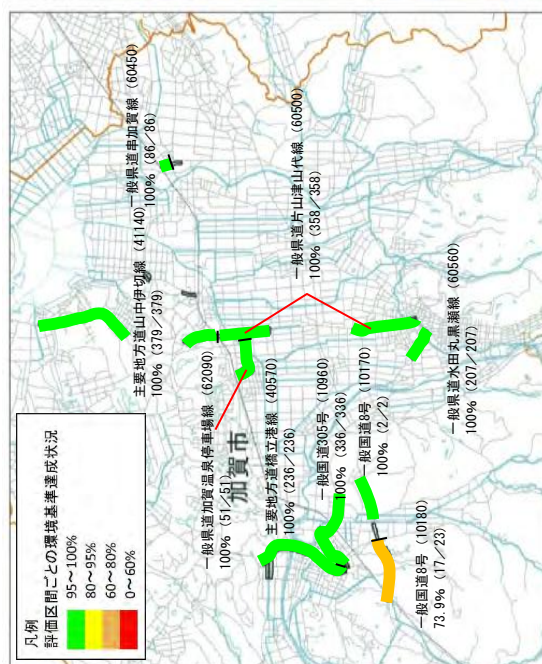 凡例
評価区間ごとの環境基準達成状況
95~100%
80~95%
60~80%
0~60%
一般県道串加賀線 (60450)
100% (86/86)
主要地方道山中伊切線 (41140)
100% (379/379)
一般県道片山津山代線 (60500)
100% (358/358)
一般県道加賀温泉停車場線 (62090)
100% (51/51)
加賀市
主要地方道橋立港線 (40570)
100% (236/236)
一般国道305号 (10960)
100% (336/336)
一般国道8号 (10170)
100% (2/2)
一般県道水田丸黒瀬線 (60560)
100% (207/207)
一般国道8号 (10180)
73.9% (17/23)